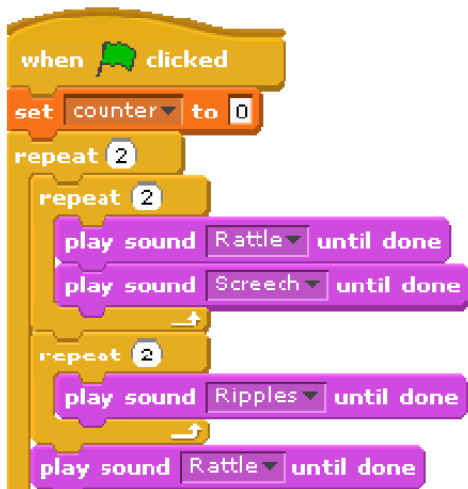 when clicked
set counter to 0
repeat 2
repeat 2
play sound Rattle until done
play sound Screech until done
repeat 2
play sound Ripples until done
play sound Rattle until done